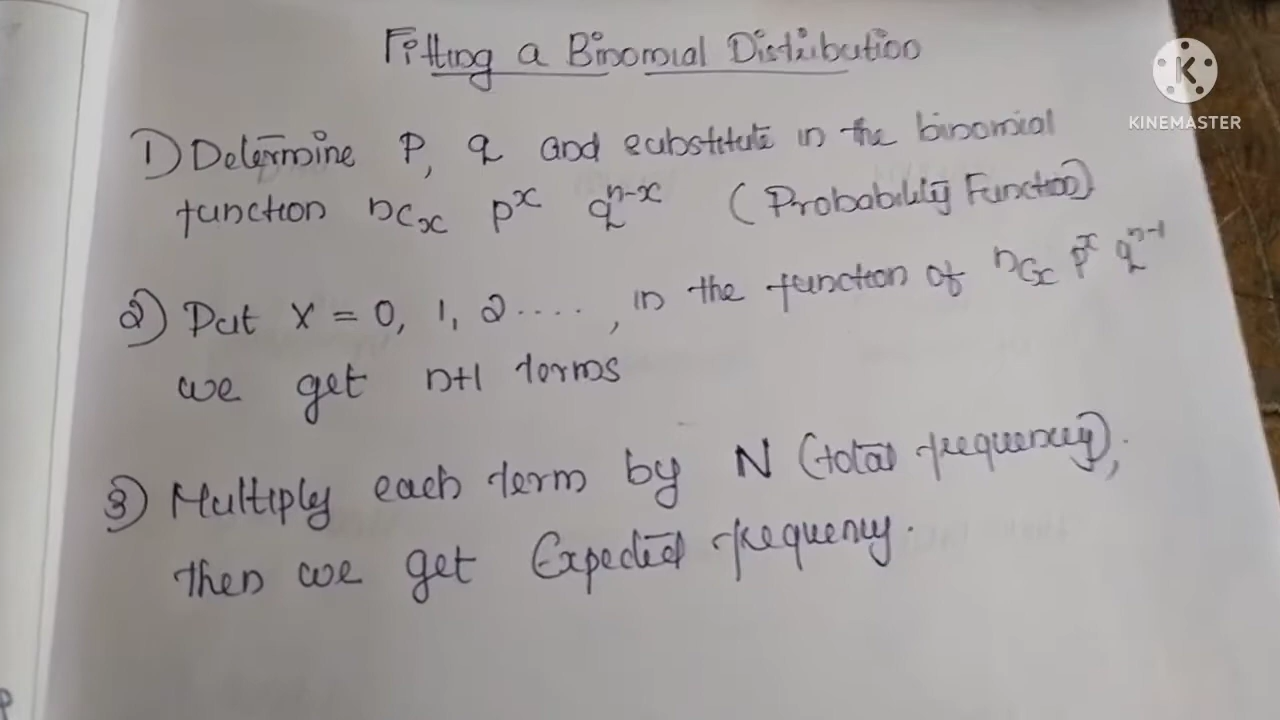 Fitting a Binomial Distribution
1) Determine P, q and substitute in the binomial
function nCx p^x q^n-x (Probability Function)
2) Put x = 0, 1, 2...., in the function of nCx p^x q^n-1
we get n+1 terms
3) Multiply each term by N (total frequency),
then we get Expected frequency.
KINEMASTER